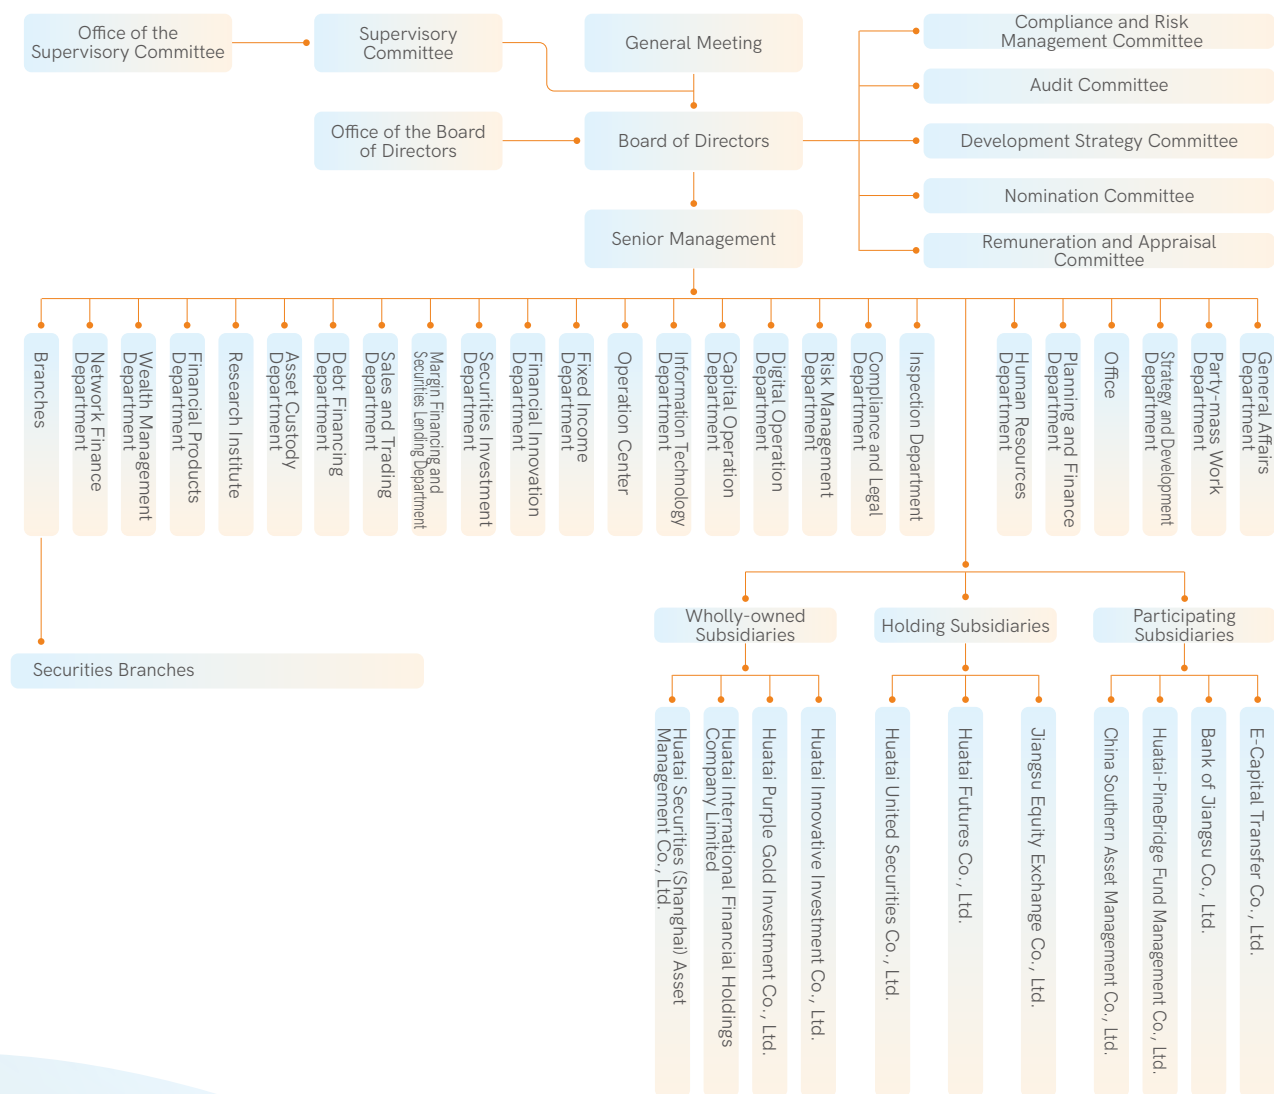 Office of the
Supervisory Committee
Supervisory
Committee
General Meeting
Compliance and Risk
Management Committee
Audit Committee
Office of the Board
of Directors
Board of Directors
Development Strategy Committee
Nomination Committee
Senior Management
Remuneration and Appraisal
Committee
Branches
Network Finance
Department
Wealth Management
Department
Financial Products
Department
Research Institute
Asset Custody
Department
Debt Financing
Department
Sales and Trading
Department
Margin Financing and
Securities Lending Department
Securities Investment
Department
Financial Innovation
Department
Fixed Income
Department
Operation Center
Information Technology
Department
Capital Operation
Department
Digital Operation
Department
Risk Management
Department
Compliance and Legal
Department
Inspection Department
Human Resources
Department
Planning and Finance
Department
Office
Strategy and Development
Department
Party-mass Work
Department
General Affairs
Department
Securities Branches
Wholly-owned
Subsidiaries
Holding Subsidiaries
Participating
Subsidiaries
Huatai Securities (Shanghai) Asset
Management Co., Ltd.
Huatai International Financial Holdings
Company Limited
Huatai Purple Gold Investment Co., Ltd.
Huatai Innovative Investment Co., Ltd.
Huatai United Securities Co., Ltd.
Huatai Futures Co., Ltd.
Jiangsu Equity Exchange Co., Ltd.
China Southern Asset Management Co., Ltd.
Huatai-PineBridge Fund Management Co., Ltd.
Bank of Jiangsu Co., Ltd.
E-Capital Transfer Co., Ltd.